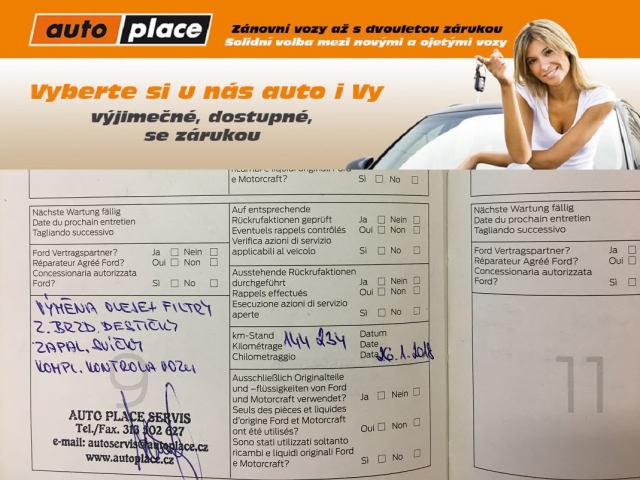 auto place
Zánovní vozy až s dvouletou zárukou
Solidní volba mezi novými a ojetými vozy
Vyberte si u nás auto i Vy
výjimečné, dostupné,
se zárukou
e Motorcraft?
Sì No
Nächste Wartung fällig
Date du prochain entretien
Tagliando successivo
Ford Vertragspartner?
Ja Nein
Réparateur Agréé Ford?
Oui Non
Concessionaria autorizzata
Ford?
Sì No
VÝMĚNA OLEJE + FILTRY
Z. BRZD. DESTIČKY
ZAPAL. SVÍČKY
KOMPL. KONTROLA VOZU
9
AUTO PLACE SERVIS
Tel./Fax. 313 502 627
e-mail: autoservis@autoplace.cz
www.autoplace.cz
Auf entsprechende
Rückrufaktionen geprüft
Ja Nein
Eventuels rappels contrôlés
Oui Non
Verifica azioni di servizio
applicabili al veicolo
Sì No
Ausstehende Rückrufaktionen
durchgeführt
Ja Nein
Rappels effectués
Oui Non
Esecuzione azioni di servizio
aperte
Sì No
km-Stand
Kilométrage
Chilometraggio
144 234
Datum
Date
Data
26.1.2018
Ausschließlich Originalteile
und –flüssigkeiten von Ford
und Motorcraft verwendet?
Ja Nein
Seuls des pièces et liquides
d'origine Ford et Motorcraft
ont été utilisés?
Oui Non
Sono stati utilizzati soltanto
ricambi e liquidi originali Ford
e Motorcraft?
Sì No
Nächste Wartung fällig
Date du prochain entretien
Tagliando successivo
Ford Vertragspartner?
Réparateur Agréé Ford?
Concessionaria autorizzata
Ford?
11